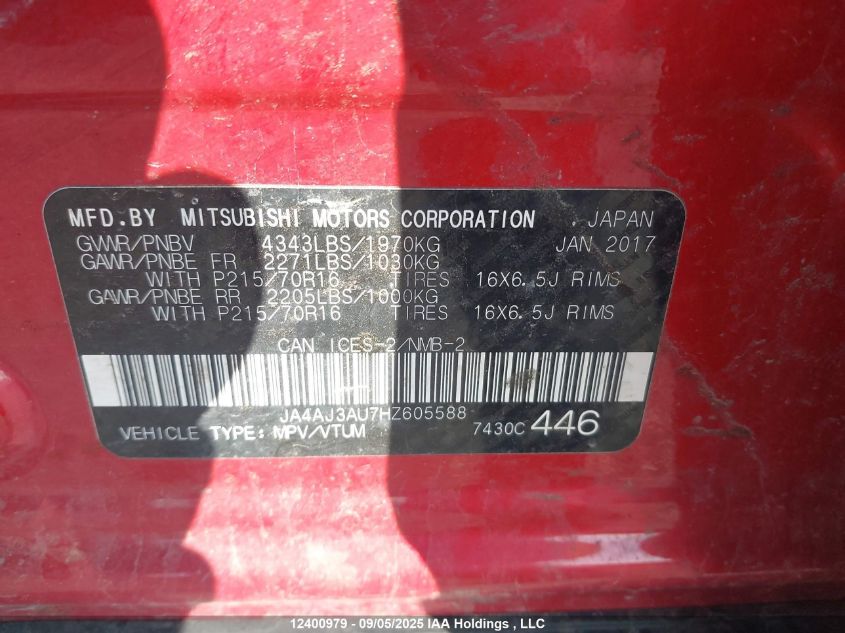 MFD.BY MITSUBISHI MOTORS CORPORATION . JAPAN
GVWR/PNBV 4343LBS/1970KG JAN 2017
GAWR/PNBE FR 2271LBS/1030KG
WITH P215/70R16 TIRES 16X6.5J RIMS
GAWR/PNBE RR 2205LBS/1000KG
WITH P215/70R16 TIRES 16X6.5J RIMS
CAN ICES-2/NMB-2
JA4AJ3AU7HZ605588
VEHICLE TYPE: MPV/VTUM 7430C 446
12400979 - 09/05/2025 IAA Holdings , LLC